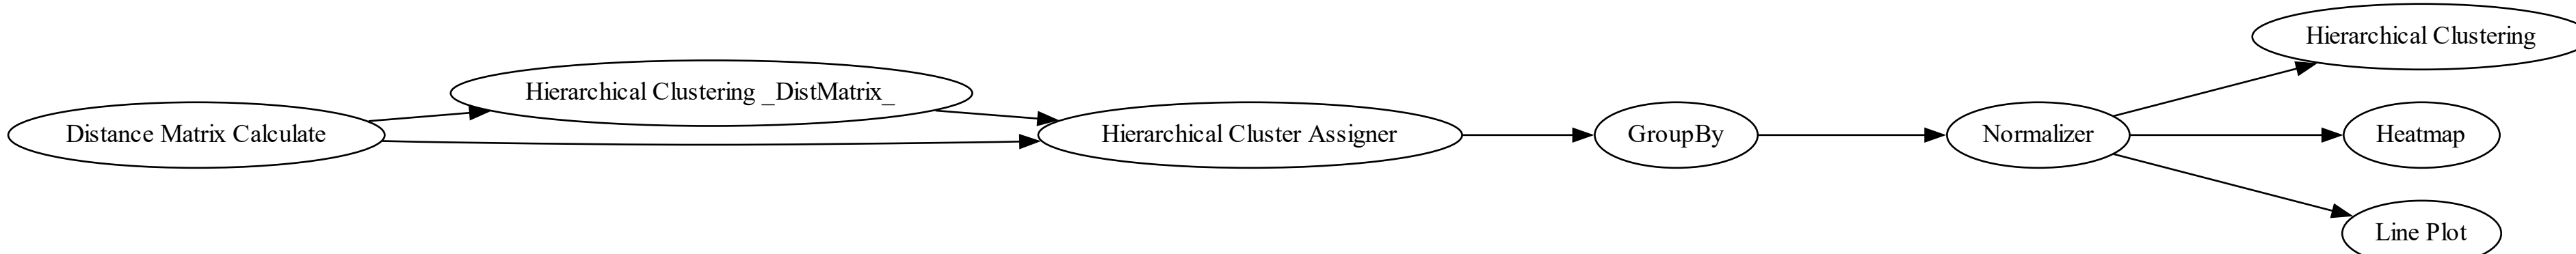 Distance Matrix Calculate
Hierarchical Clustering _DistMatrix_
Hierarchical Cluster Assigner
GroupBy
Normalizer
Hierarchical Clustering
Heatmap
Line Plot